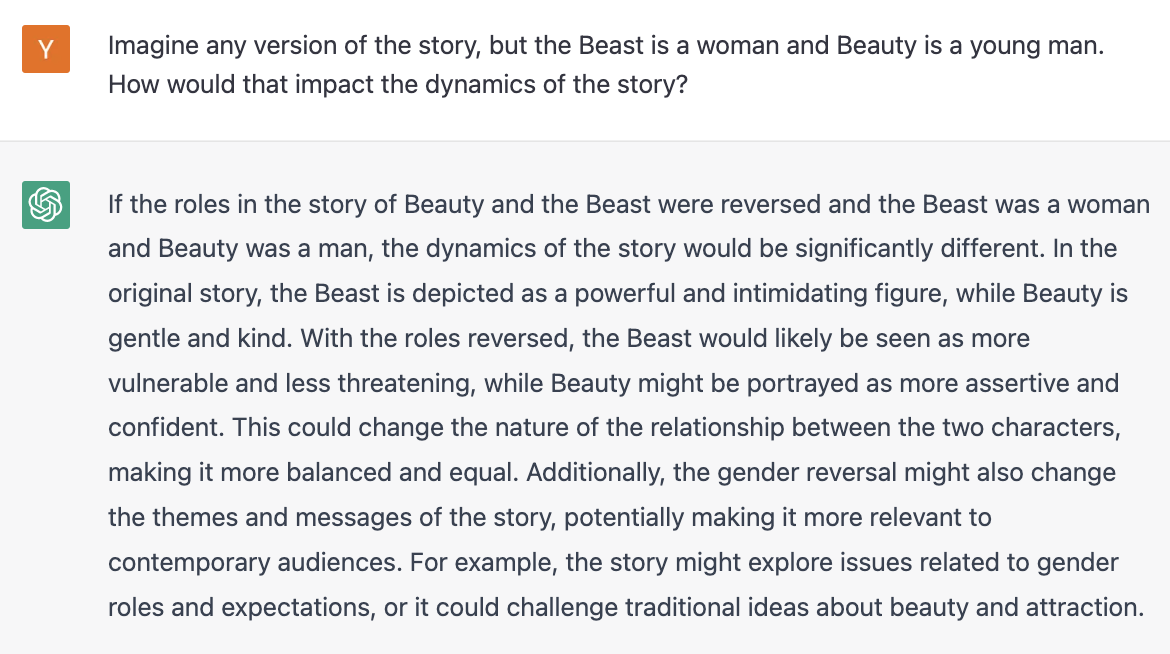 Y
Imagine any version of the story, but the Beast is a woman and Beauty is a young man.
How would that impact the dynamics of the story?
If the roles in the story of Beauty and the Beast were reversed and the Beast was a woman
and Beauty was a man, the dynamics of the story would be significantly different. In the
original story, the Beast is depicted as a powerful and intimidating figure, while Beauty is
gentle and kind. With the roles reversed, the Beast would likely be seen as more
vulnerable and less threatening, while Beauty might be portrayed as more assertive and
confident. This could change the nature of the relationship between the two characters,
making it more balanced and equal. Additionally, the gender reversal might also change
the themes and messages of the story, potentially making it more relevant to
contemporary audiences. For example, the story might explore issues related to gender
roles and expectations, or it could challenge traditional ideas about beauty and attraction.